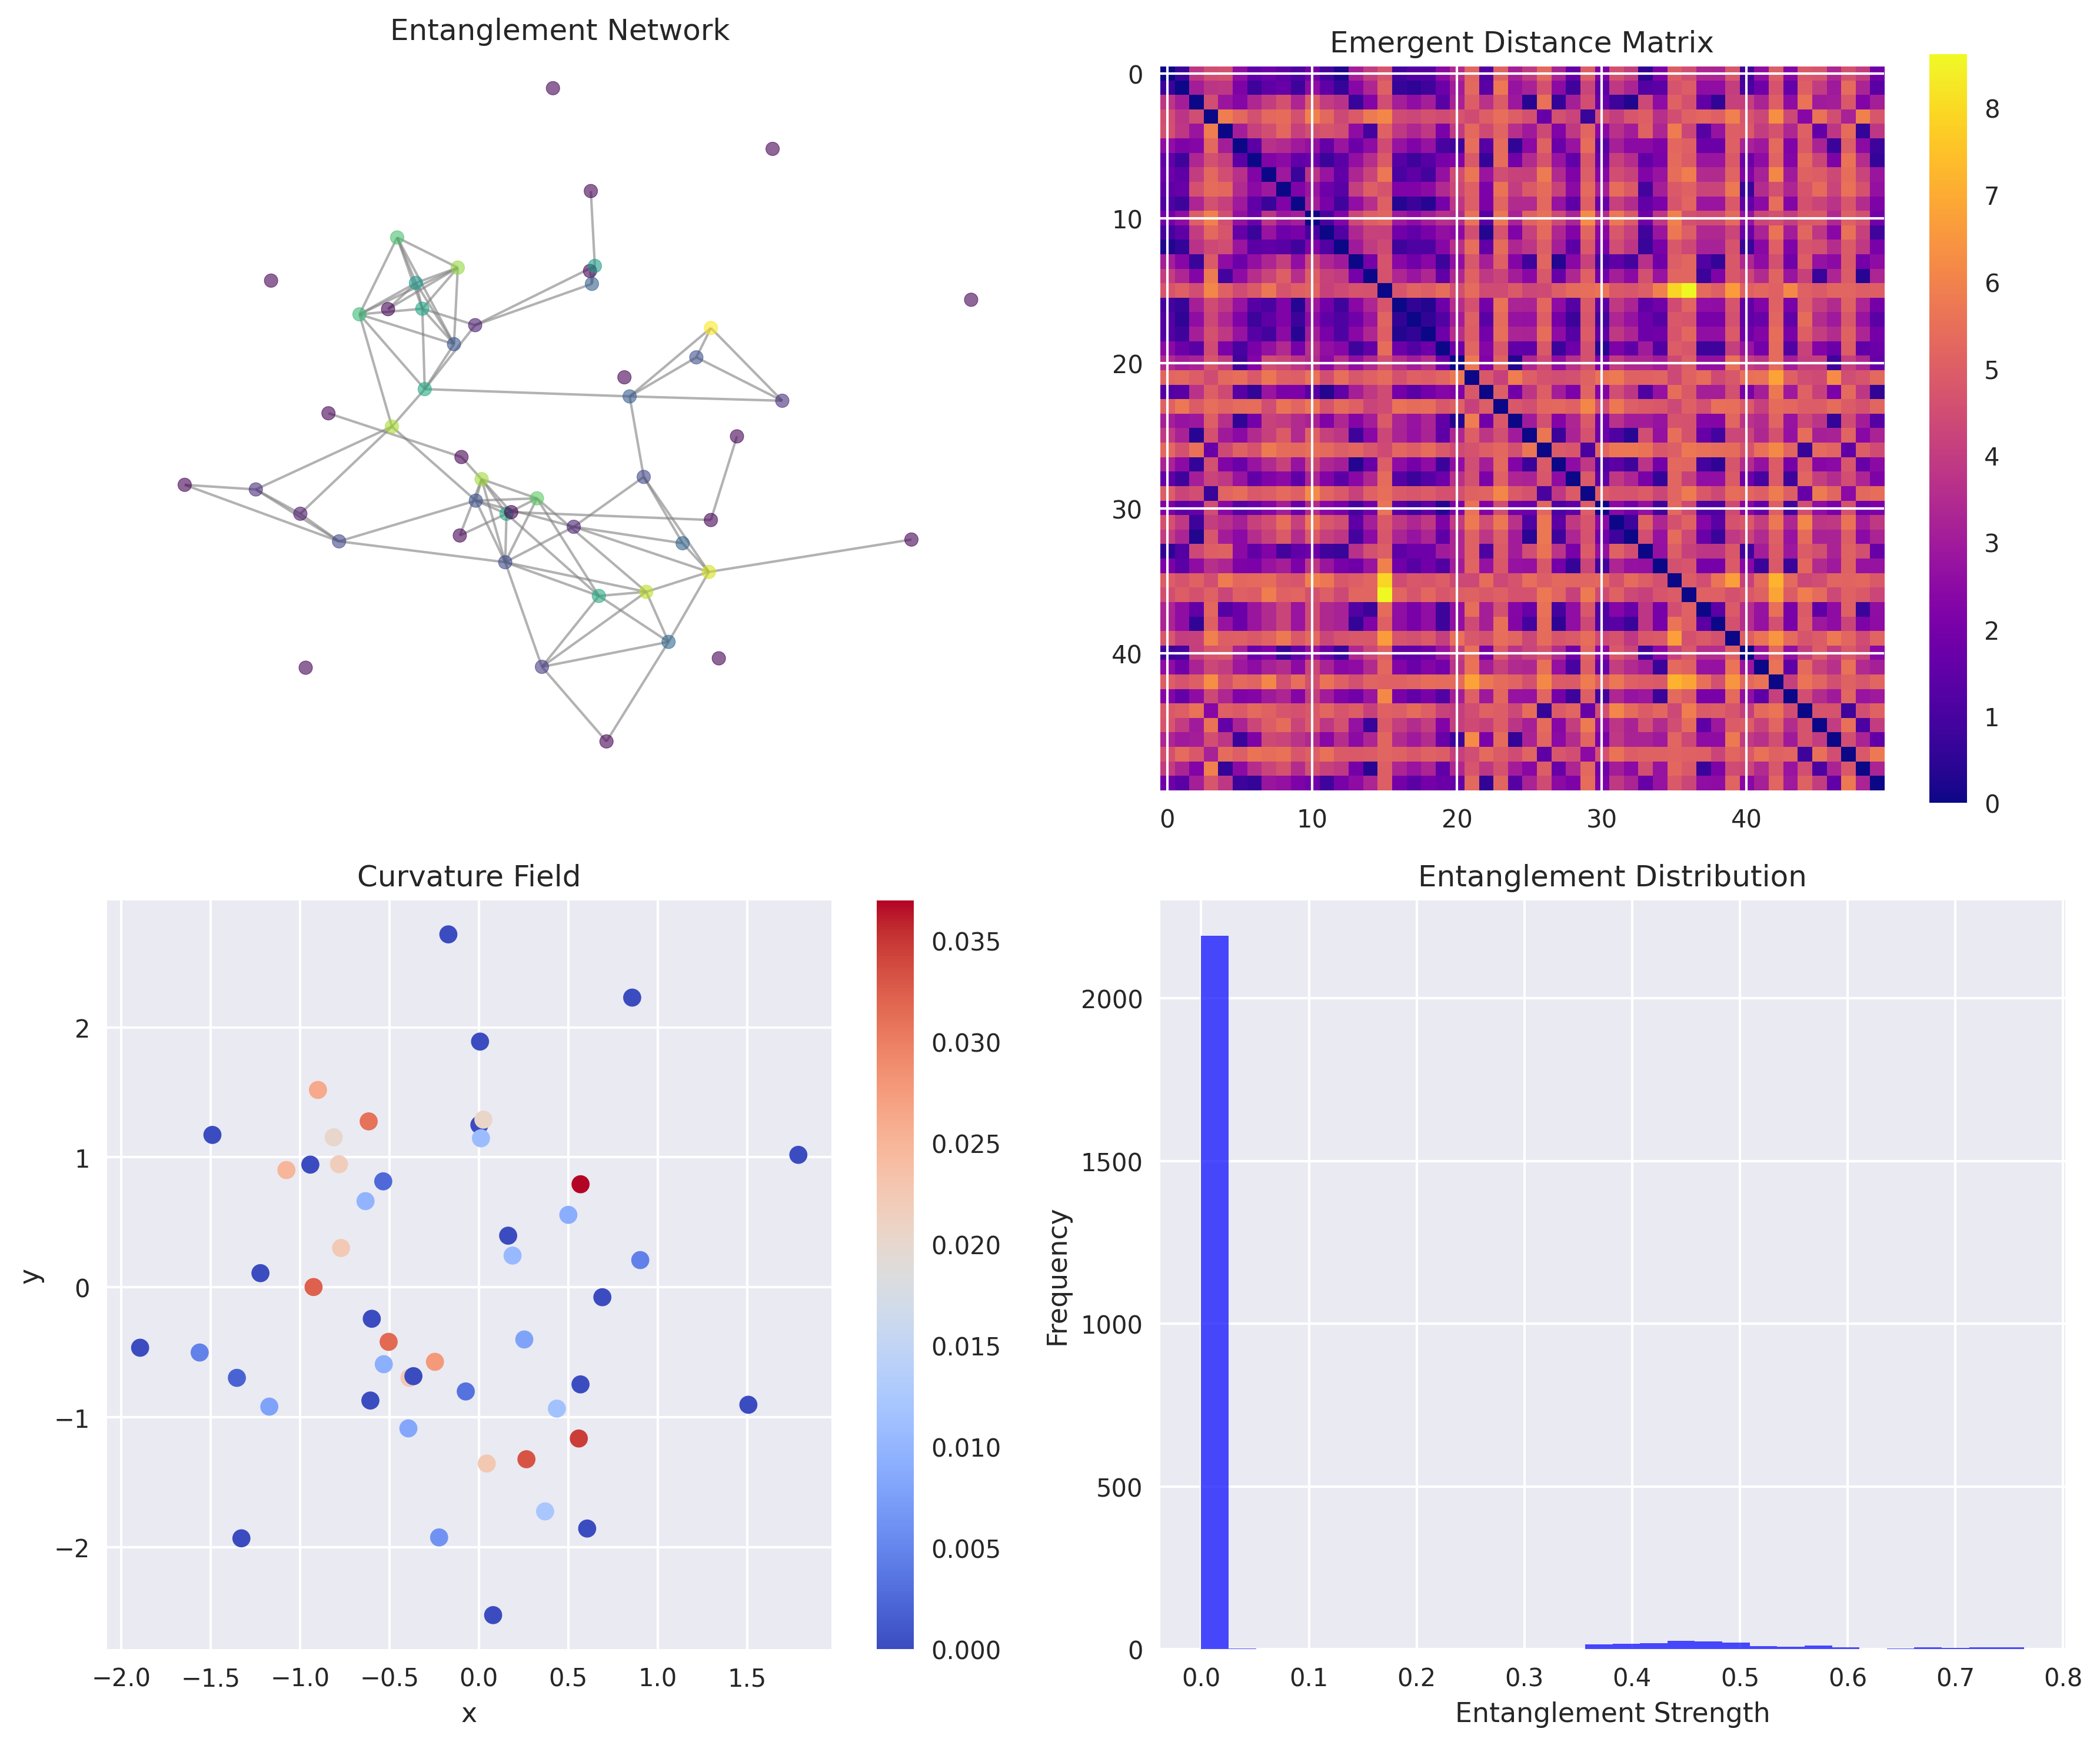 Entanglement Network
Emergent Distance Matrix
0
10
20
30
40
0 10 20 30 40
8
7
6
5
4
3
2
1
0
Curvature Field
2
1
0
−1
−2
y
−2.0 −1.5 −1.0 −0.5 0.0 0.5 1.0 1.5
x
0.035
0.030
0.025
0.020
0.015
0.010
0.005
0.000
Entanglement Distribution
2000
1500
1000
500
0
Frequency
0.0 0.1 0.2 0.3 0.4 0.5 0.6 0.7 0.8
Entanglement Strength